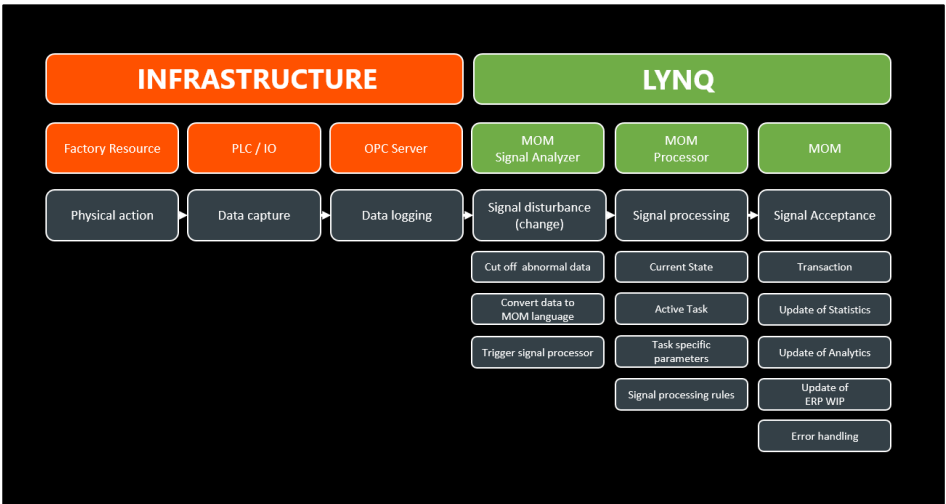 INFRASTRUCTURE
LYNQ
Factory Resource
PLC / IO
OPC Server
MOM
Signal Analyzer
MOM
Processor
MOM
Physical action
Data capture
Data logging
Signal disturbance
(change)
Signal processing
Signal Acceptance
Cut off abnormal data
Current State
Transaction
Convert data to
MOM language
Active Task
Update of Statistics
Trigger signal processor
Task specific
parameters
Update of Analytics
Signal processing rules
Update of
ERP WIP
Error handling